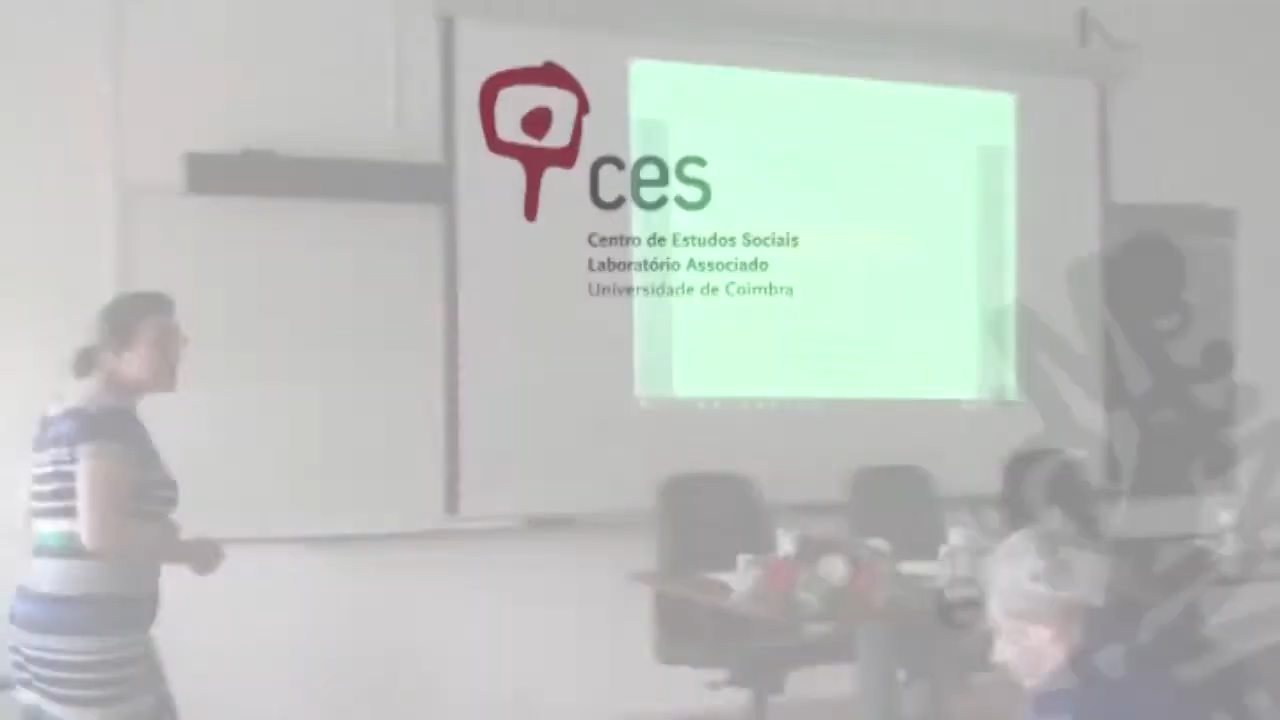 ces
Centro de Estudos Sociais
Laboratório Associado
Universidade de Coimbra